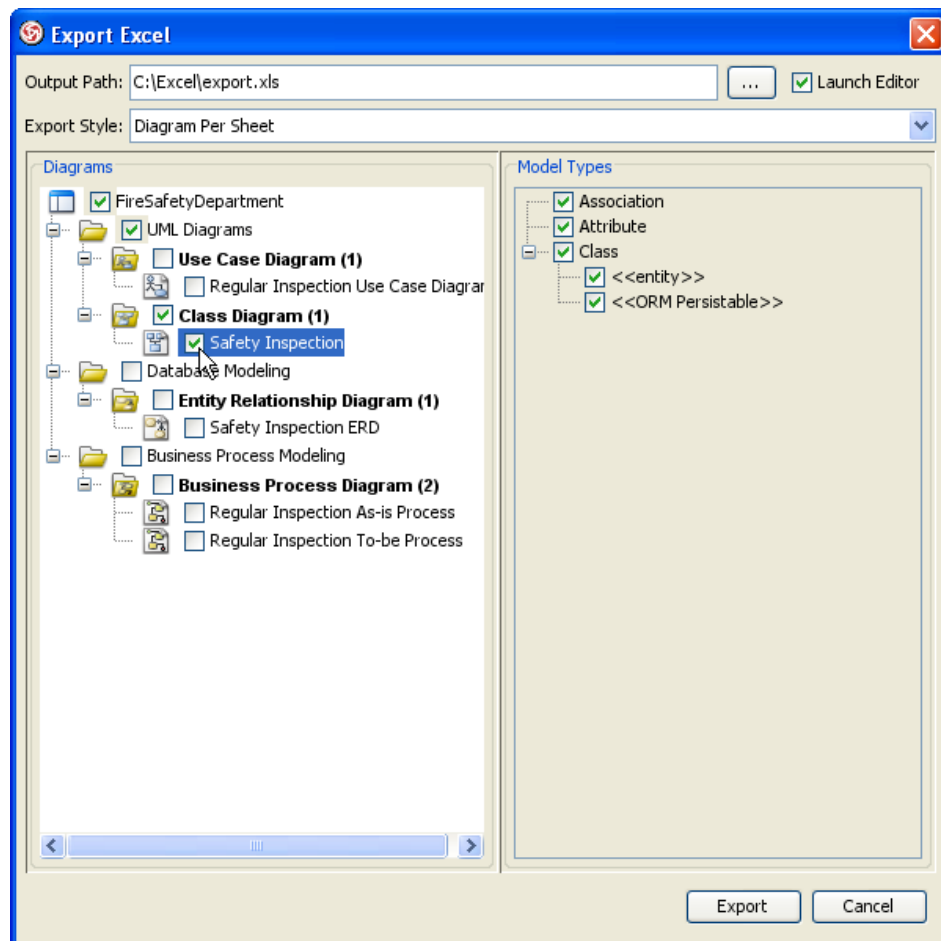 Export Excel
Output Path: C:\Excel\export.xls ... Launch Editor
Export Style: Diagram Per Sheet
Diagrams
FireSafetyDepartment
UML Diagrams
Use Case Diagram (1)
Regular Inspection Use Case Diagrar
Class Diagram (1)
Safety Inspection
Database Modeling
Entity Relationship Diagram (1)
Safety Inspection ERD
Business Process Modeling
Business Process Diagram (2)
Regular Inspection As-is Process
Regular Inspection To-be Process
Model Types
Association
Attribute
Class
<<entity>>
<<ORM Persistable>>
Export Cancel